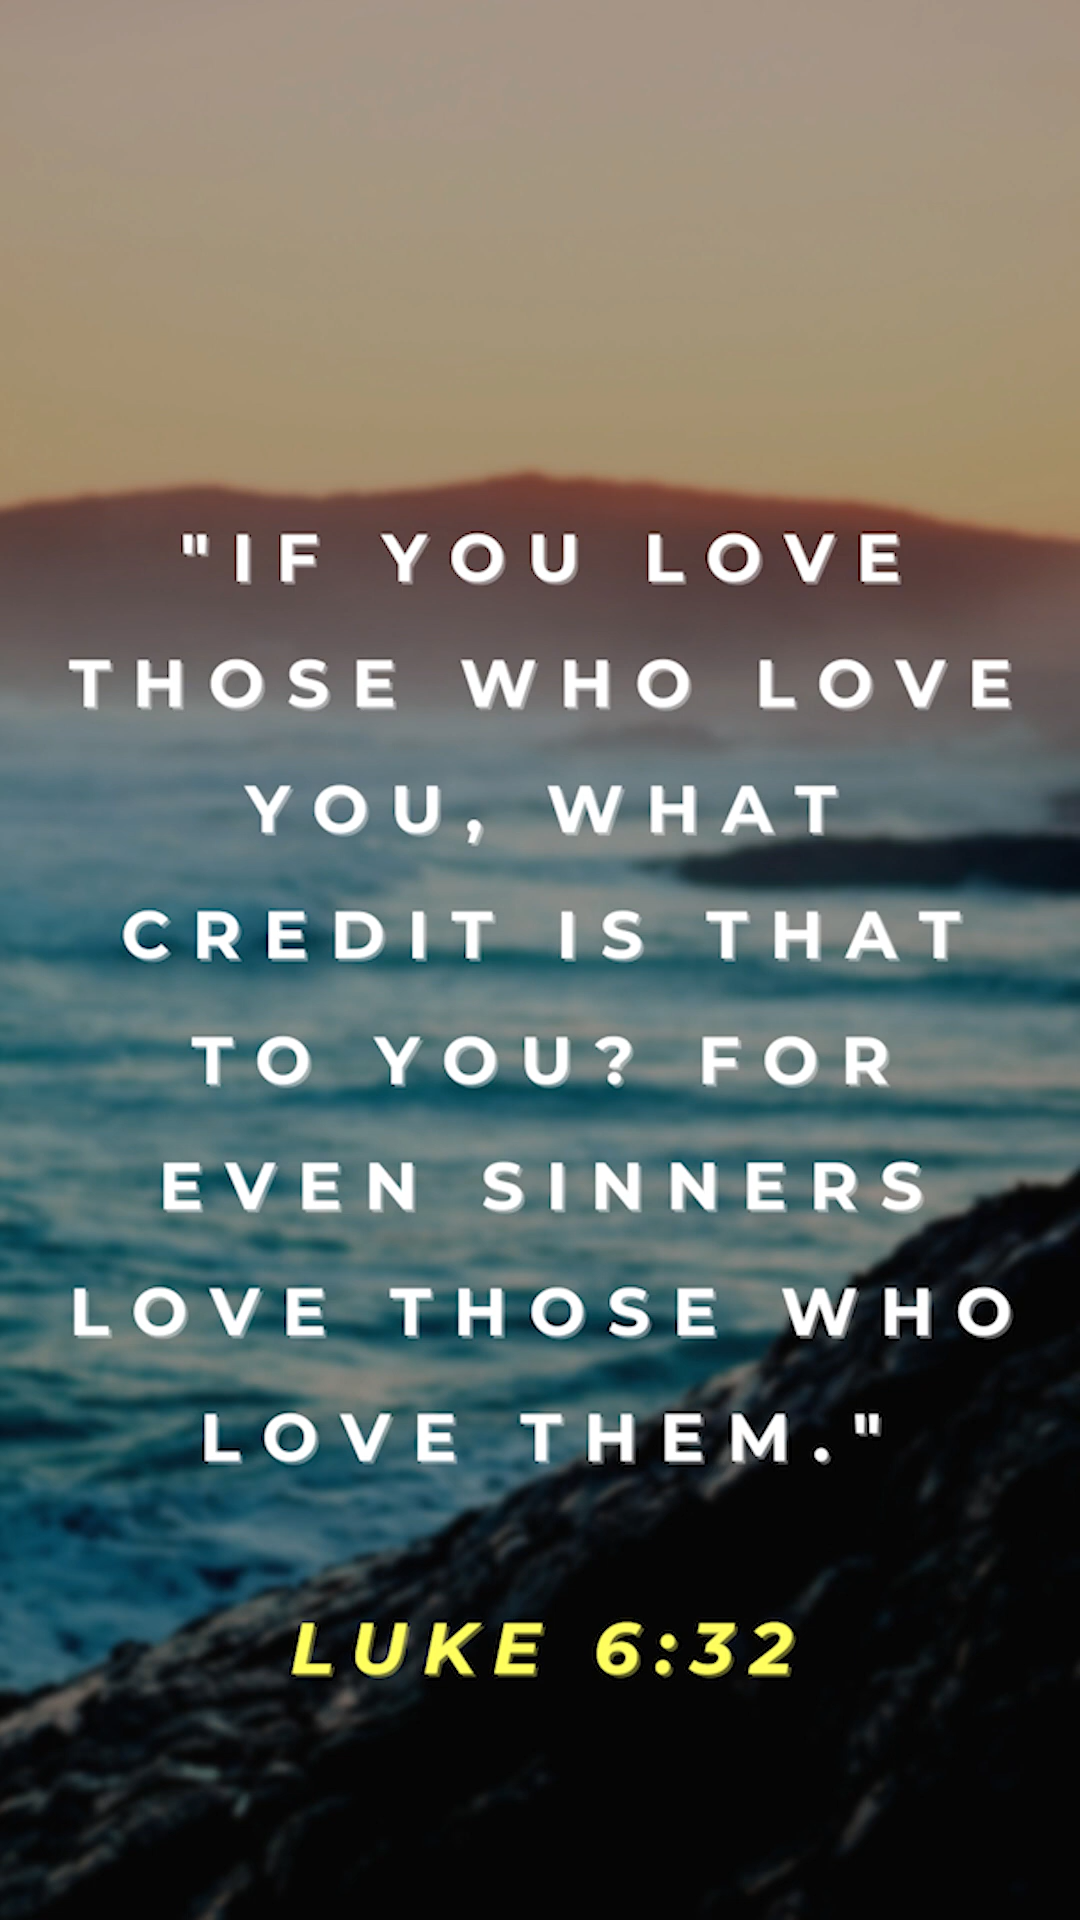 "IF YOU LOVE
THOSE WHO LOVE
YOU, WHAT
CREDIT IS THAT
TO YOU? FOR
EVEN SINNERS
LOVE THOSE WHO
LOVE THEM."
LUKE 6:32